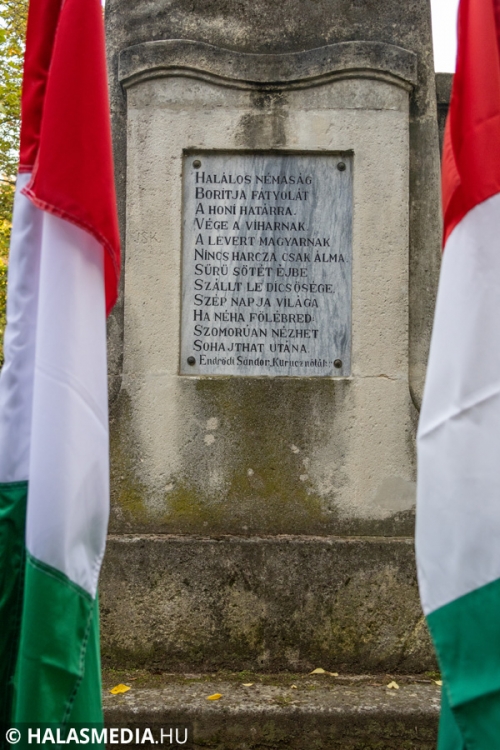 Halálos némaság
Borítja fátyolát
A honi határra.
Vége a viharnak
A levert magyarnak
Nincs harcza csak álma.
Sűrű sötét éjbe
Szállt le dicsősége,
Szép napja világa
Ha néha fölébred
Szomorúan nézhet
Sohajthat utána.
Endrődi Sándor, Kurucz nóták.
© HALASMEDIA.HU